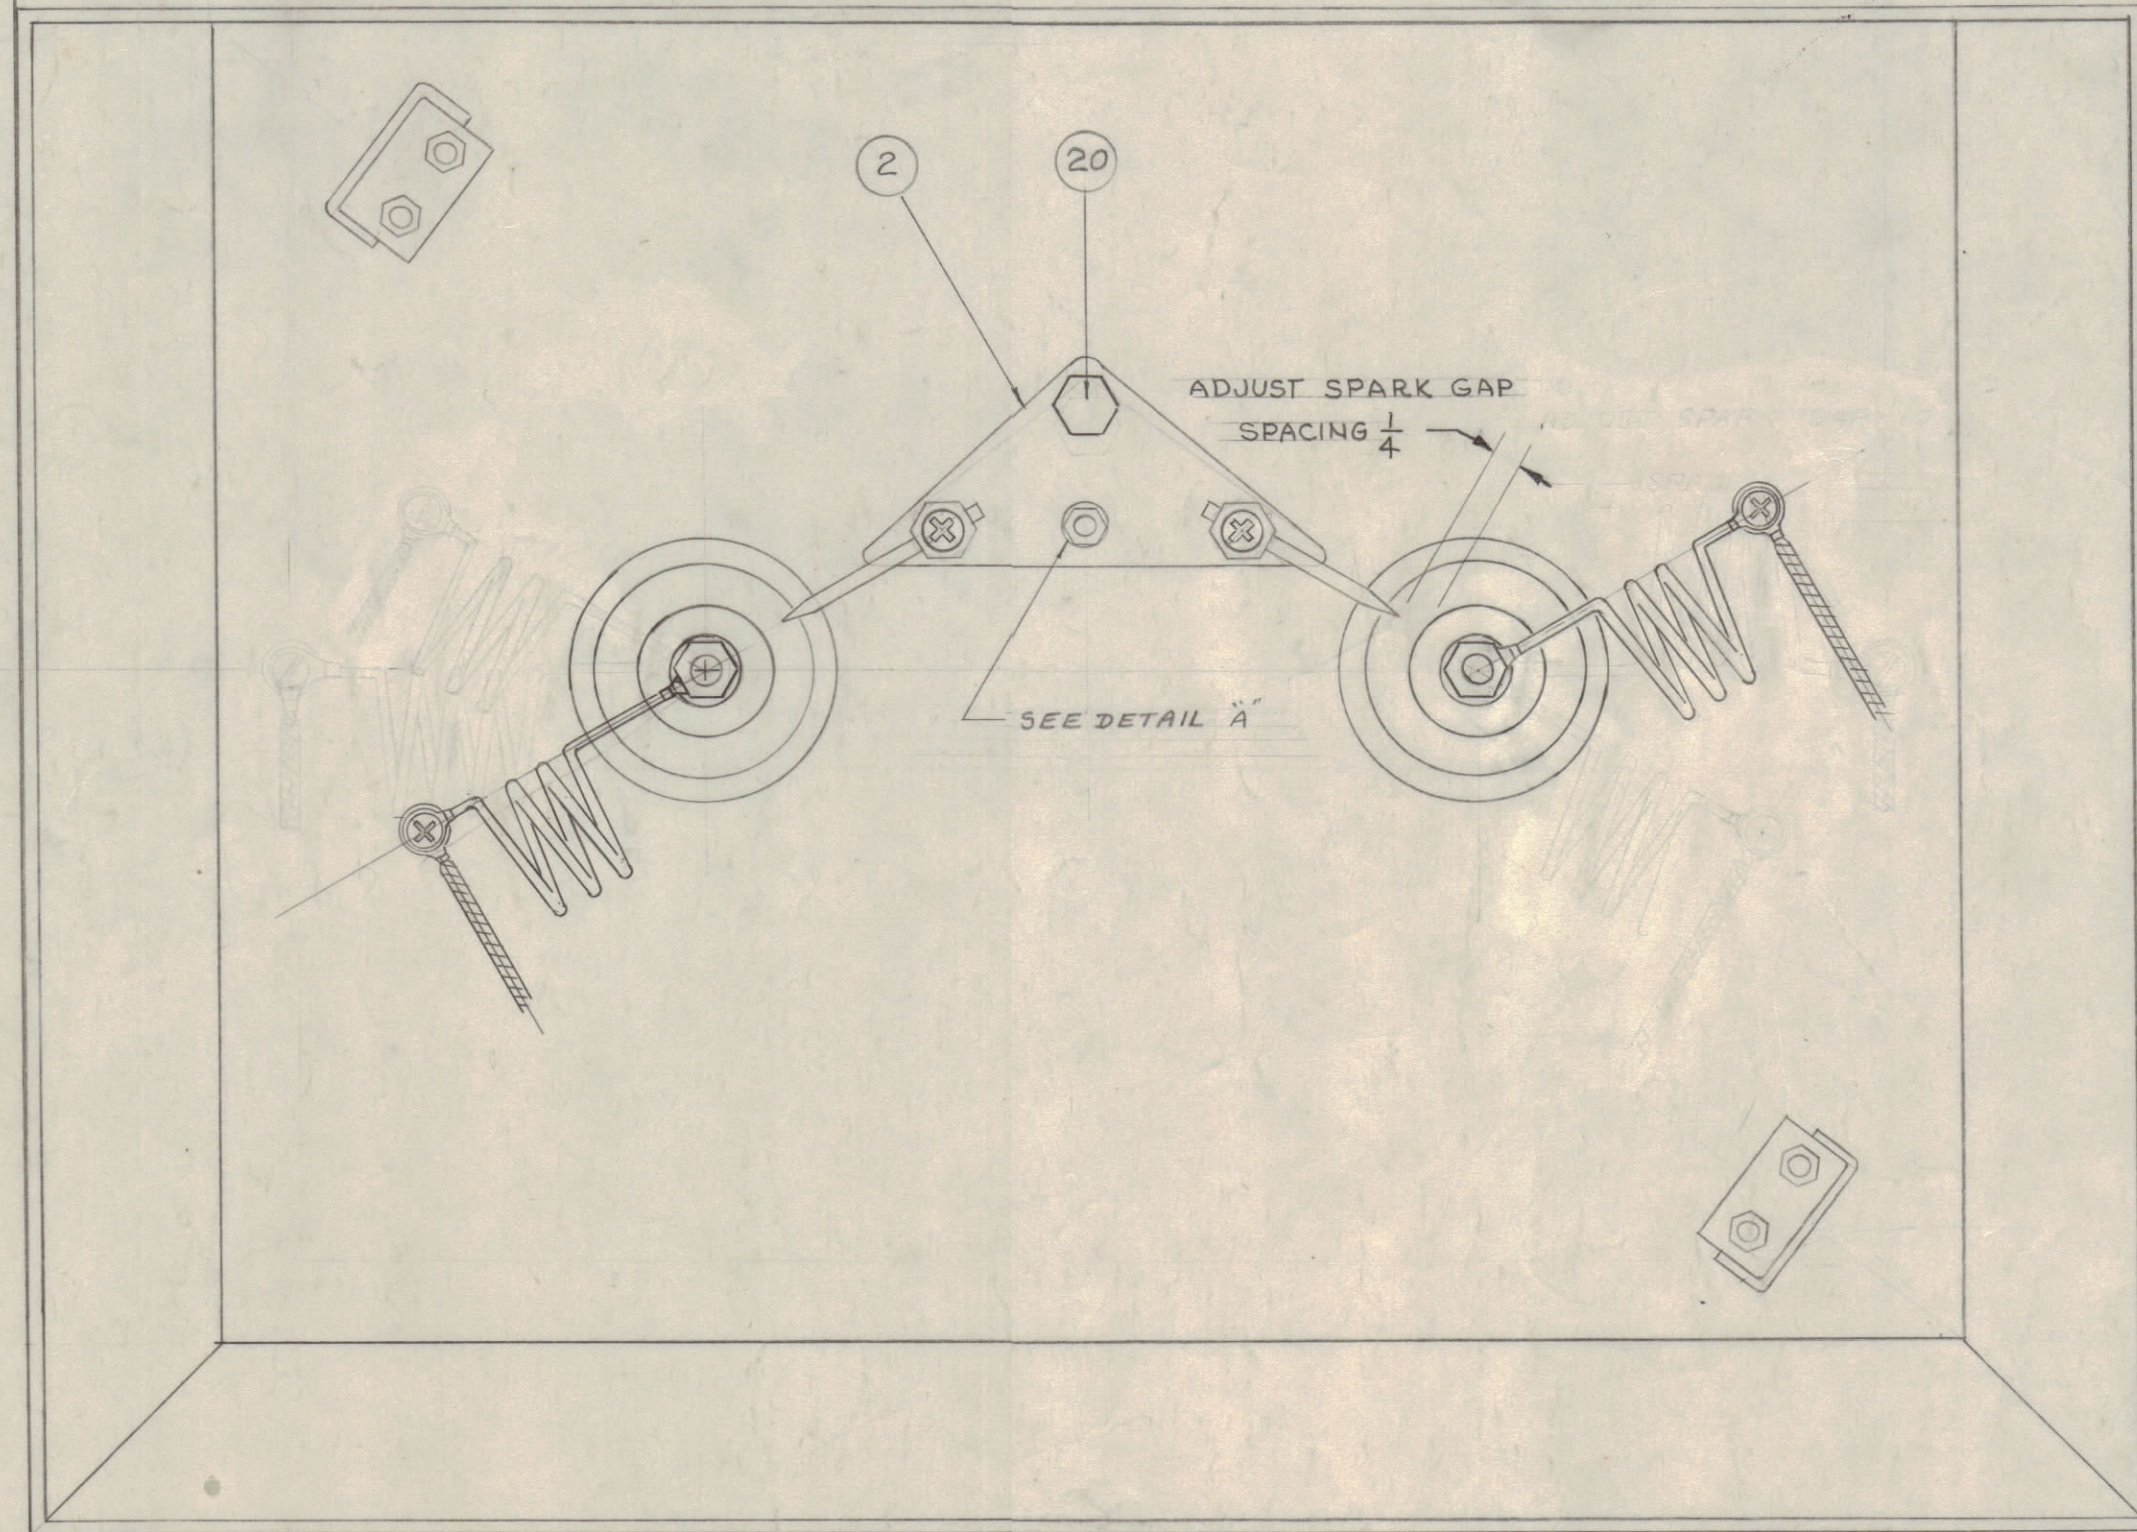 2
20
ADJUST SPARK GAP
SPACING 1/4
SEE DETAIL "A"